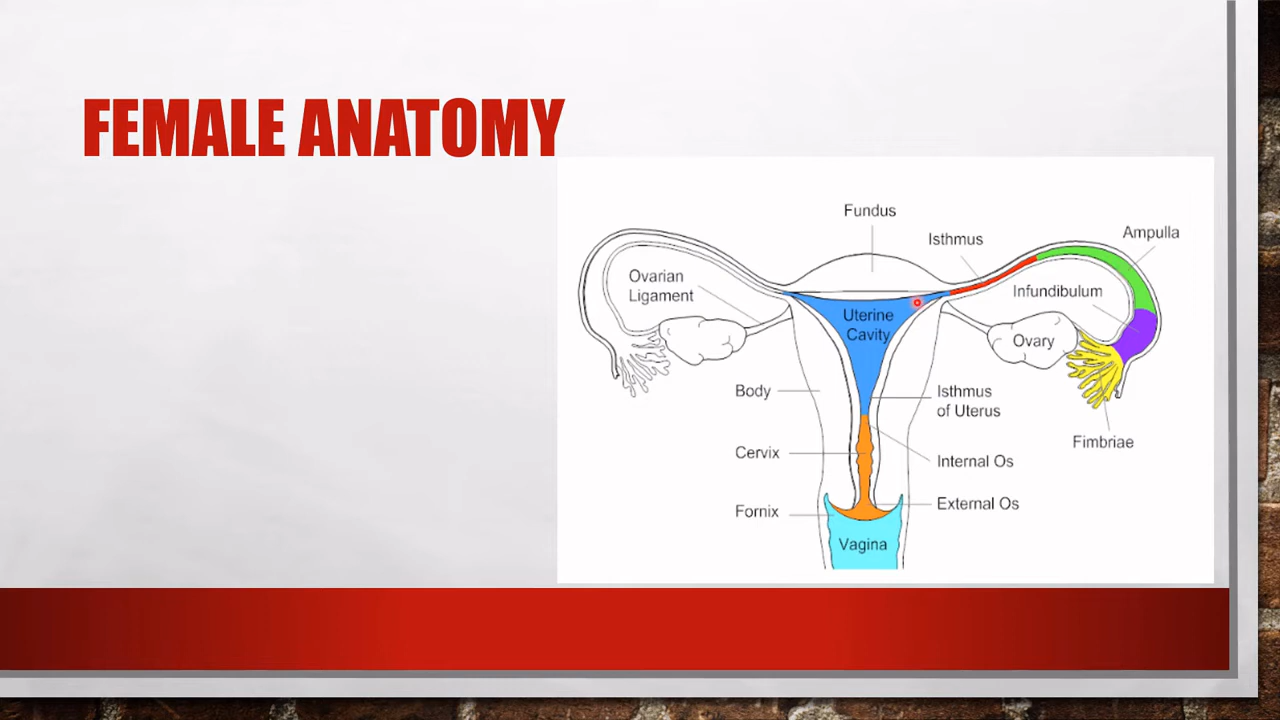 FEMALE ANATOMY
Fundus
Isthmus
Ampulla
Ovarian
Ligament
Infundibulum
Uterine
Cavity
Ovary
Body
Isthmus
of Uterus
Fimbriae
Cervix
Internal Os
External Os
Fornix
Vagina